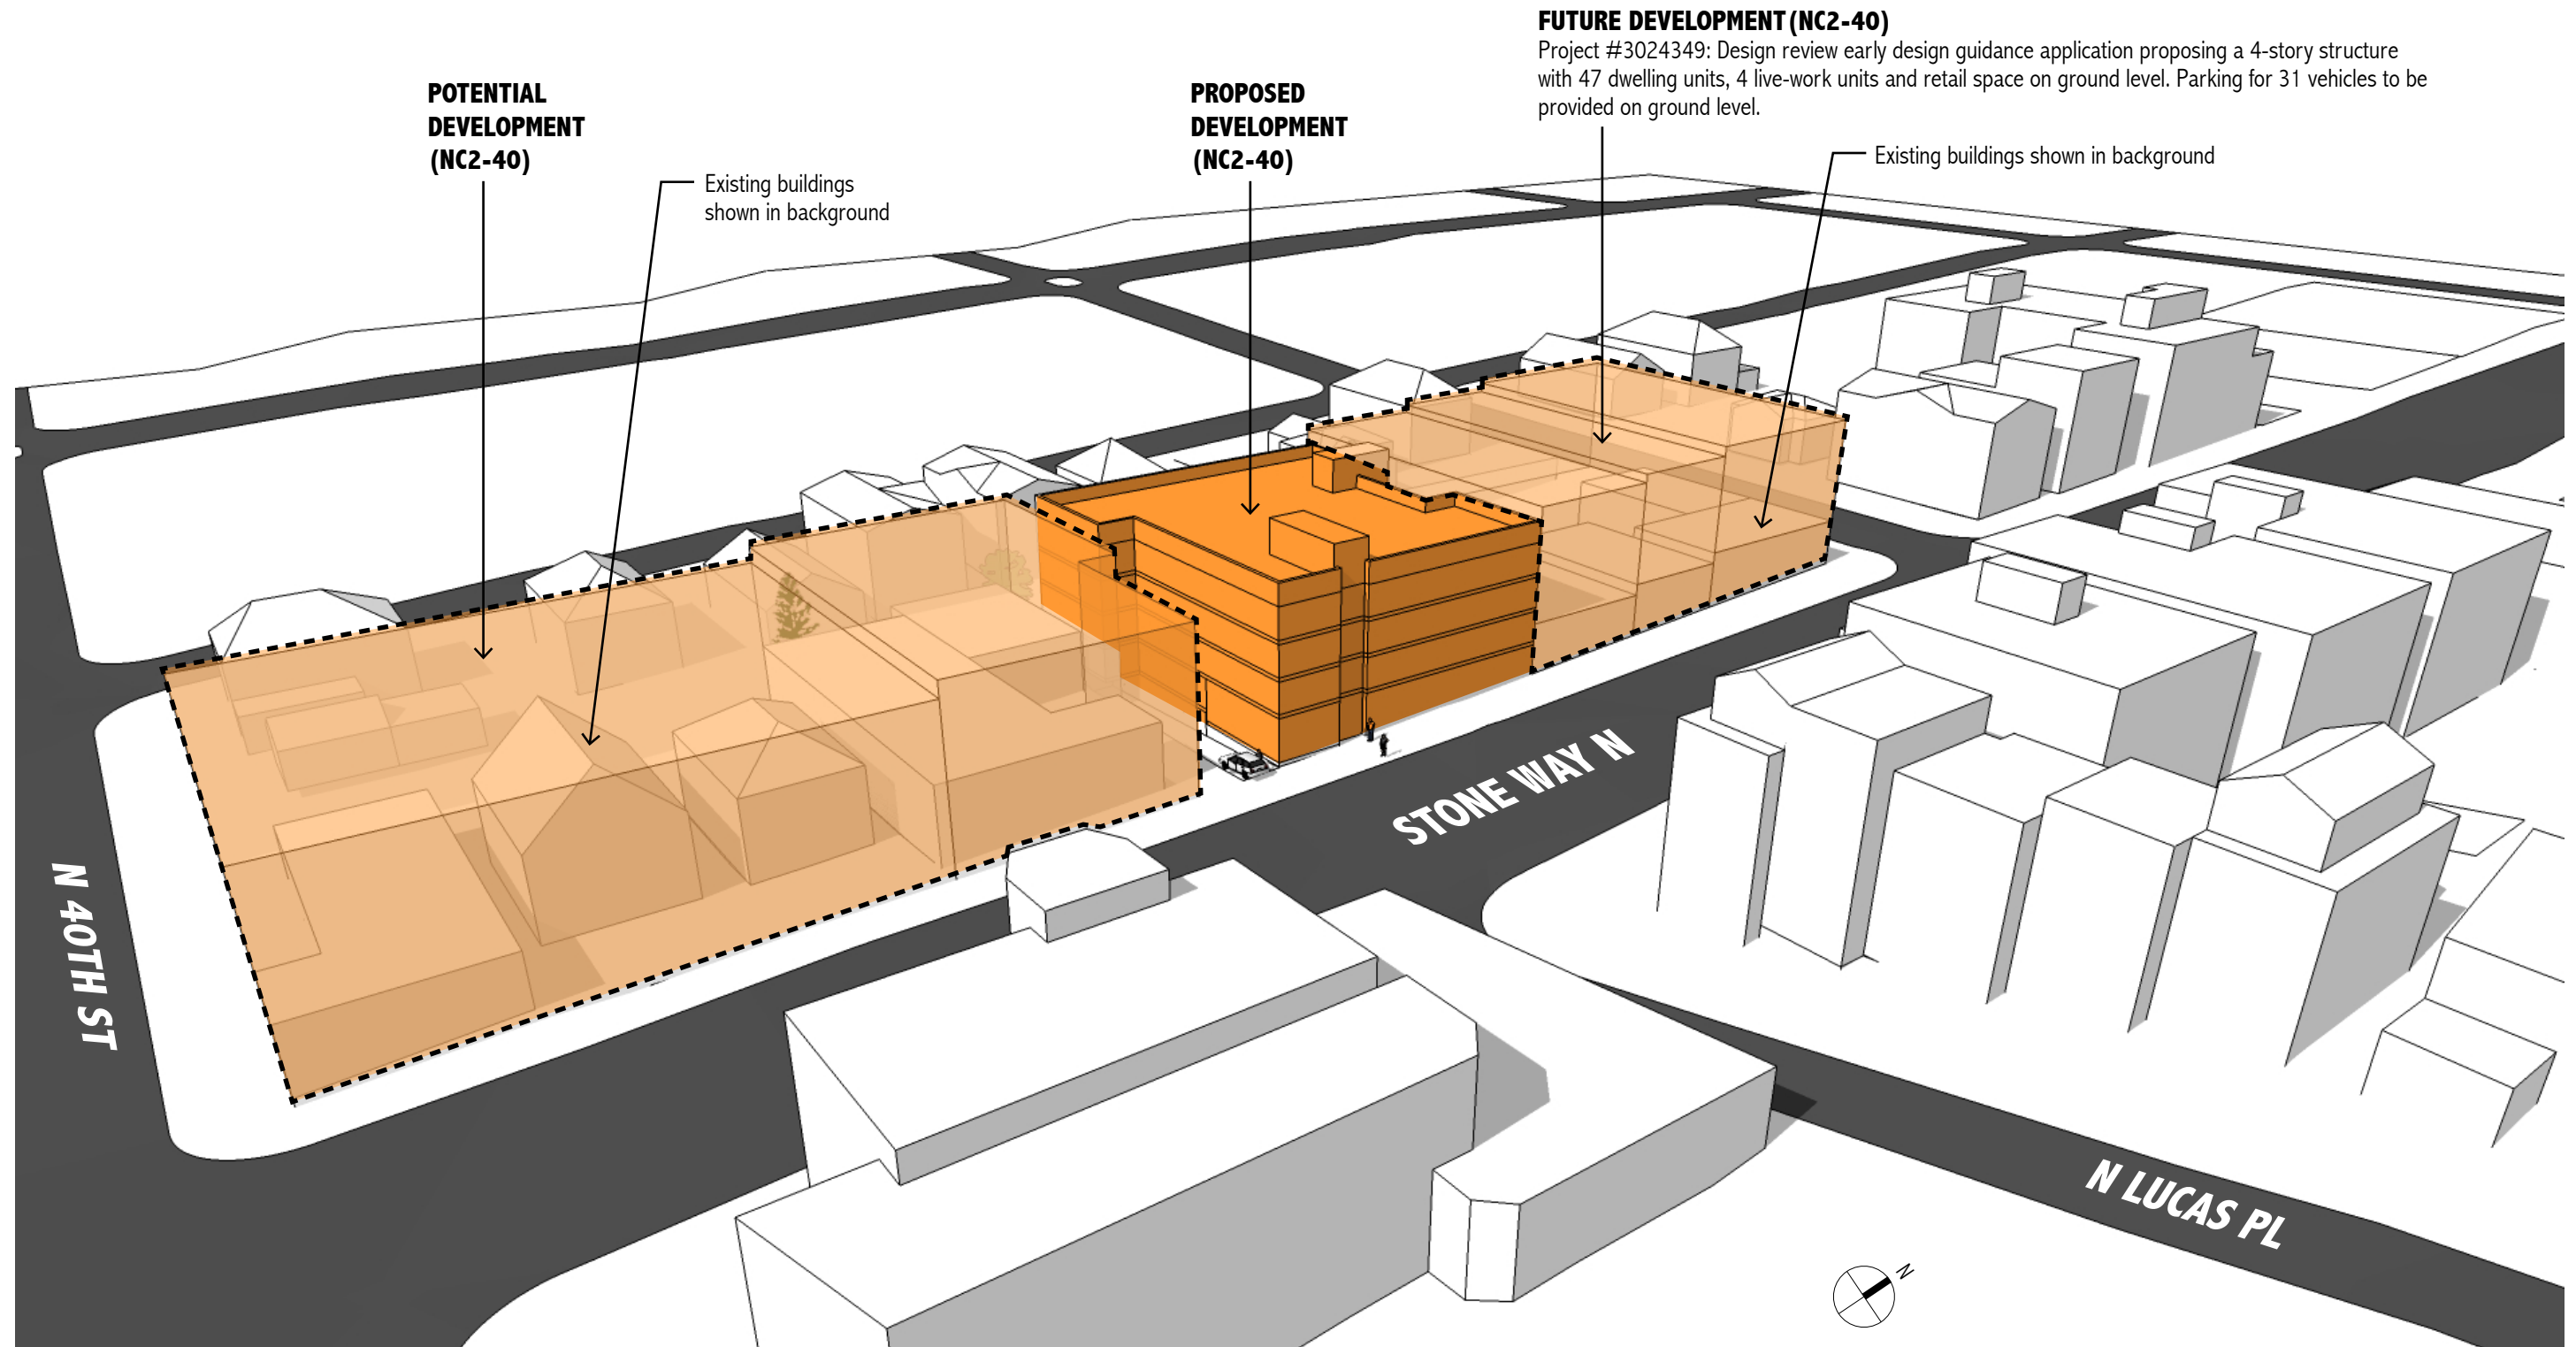 FUTURE DEVELOPMENT (NC2-40)
Project #3024349: Design review early design guidance application proposing a 4-story structure
with 47 dwelling units, 4 live-work units and retail space on ground level. Parking for 31 vehicles to be
provided on ground level.
POTENTIAL
DEVELOPMENT
(NC2-40)
PROPOSED
DEVELOPMENT
(NC2-40)
Existing buildings shown in background
Existing buildings
shown in background
STONE WAY N
N 40TH ST
N LUCAS PL
N